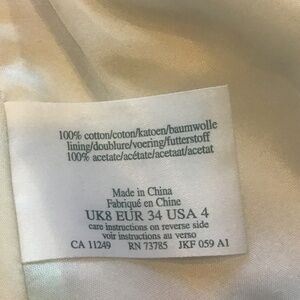 100% cotton/coton/katoen/baumwolle
lining/doublure/voering/futterstoff
100% acetate/acétate/acetaat/acetat
Made in China
Fabriqué en Chine
UK8 EUR 34 USA 4
care instructions on reverse side
voir instructions au verso
CA 11249 RN 73785 JKF 059 A1